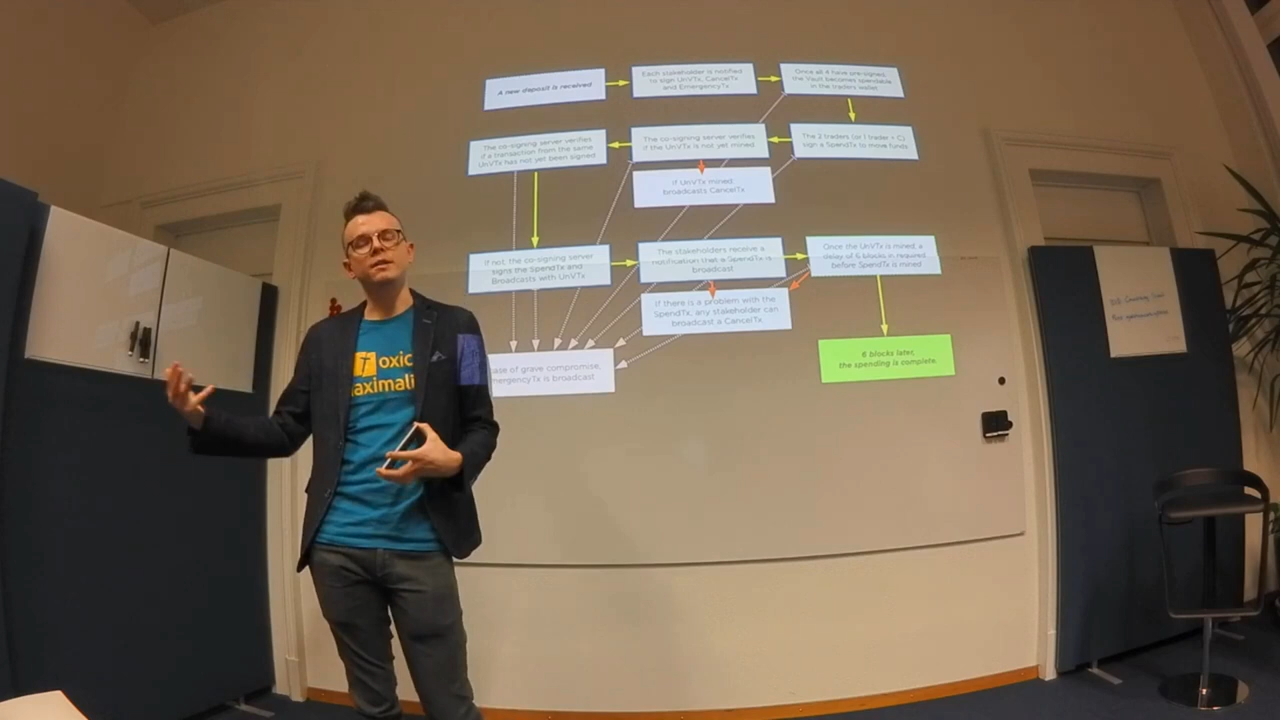 A new deposit is received
Each stakeholder is notified
to sign UnVTx, CancelTx
and EmergencyTx
Once all 4 have pre-signed,
the Vault becomes spendable
in the traders wallet
The co-signing server verifies
if a transaction from the same
UnVTx has not yet been signed
The co-signing server verifies
if the UnVTx is not yet mined
The 2 traders (or 1 trader + C)
sign a SpendTx to move funds
If UnVTx mined,
broadcasts CancelTx
If not, the co-signing server
signs the SpendTx and
Broadcasts with UnVTx
The stakeholders receive a
notification that a SpendTx is
broadcast
Once the UnVTx is mined, a
delay of 6 blocks in required
before SpendTx is mined
If there is a problem with the
SpendTx, any stakeholder can
broadcast a CancelTx
ase of grave compromise,
mergencyTx is broadcast
6 blocks later,
the spending is complete.
oxic
aximali